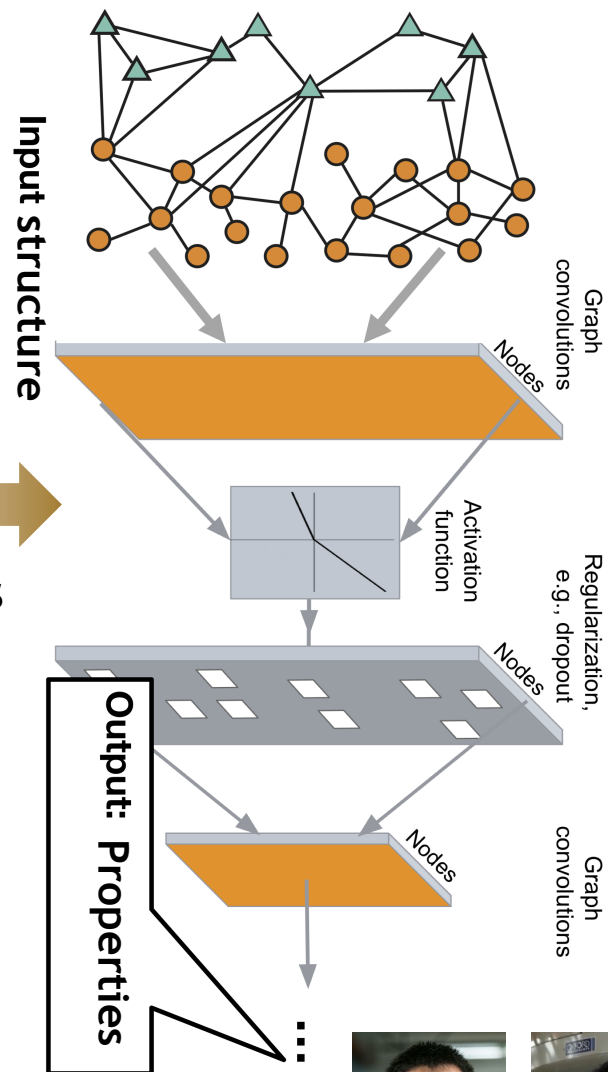 Input structure
Graph
convolutions
Nodes
Activation
function
Regularization,
e.g., dropout
Nodes
Graph
convolutions
Nodes
Output: Properties
...